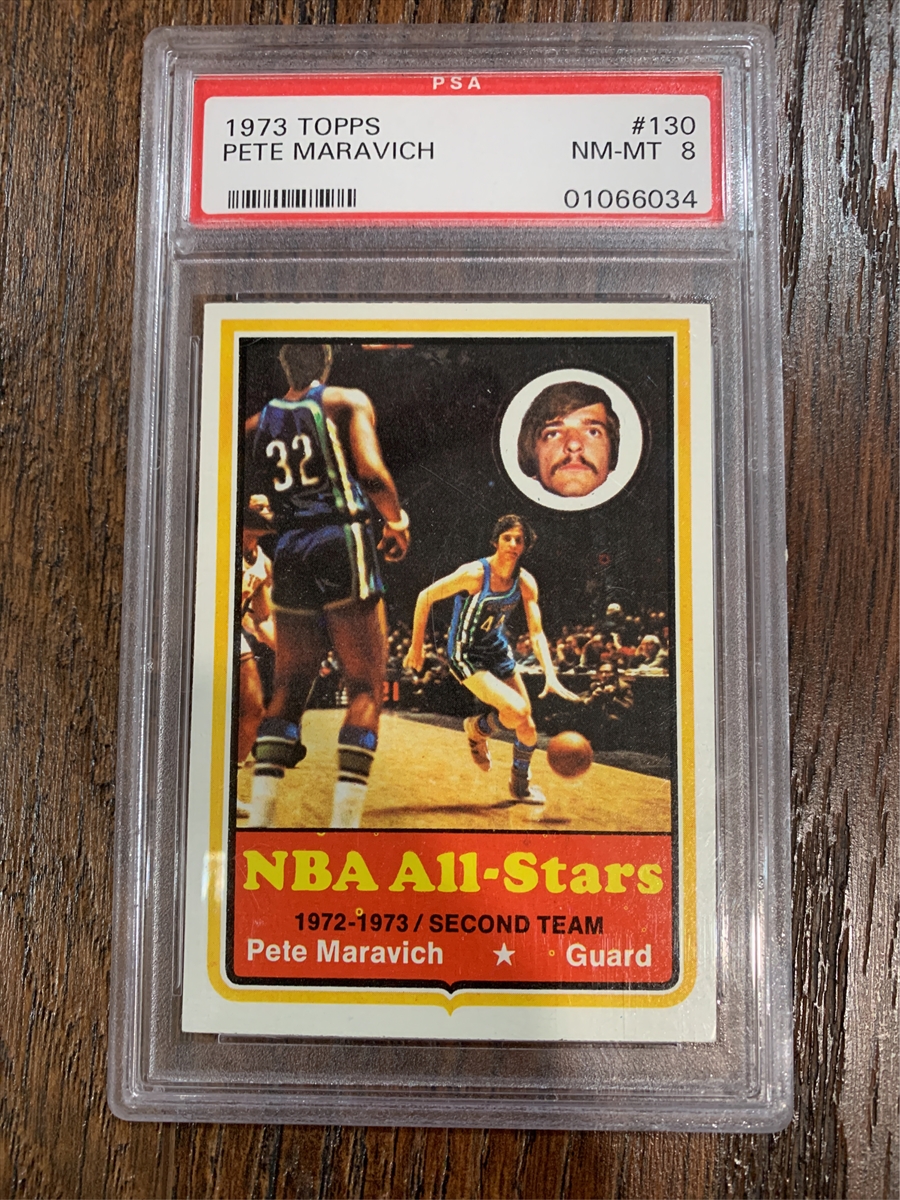 PSA
1973 TOPPS #130
PETE MARAVICH NM-MT 8
01066034
32
44
NBA All-Stars
1972-1973 / SECOND TEAM
Pete Maravich ★ Guard